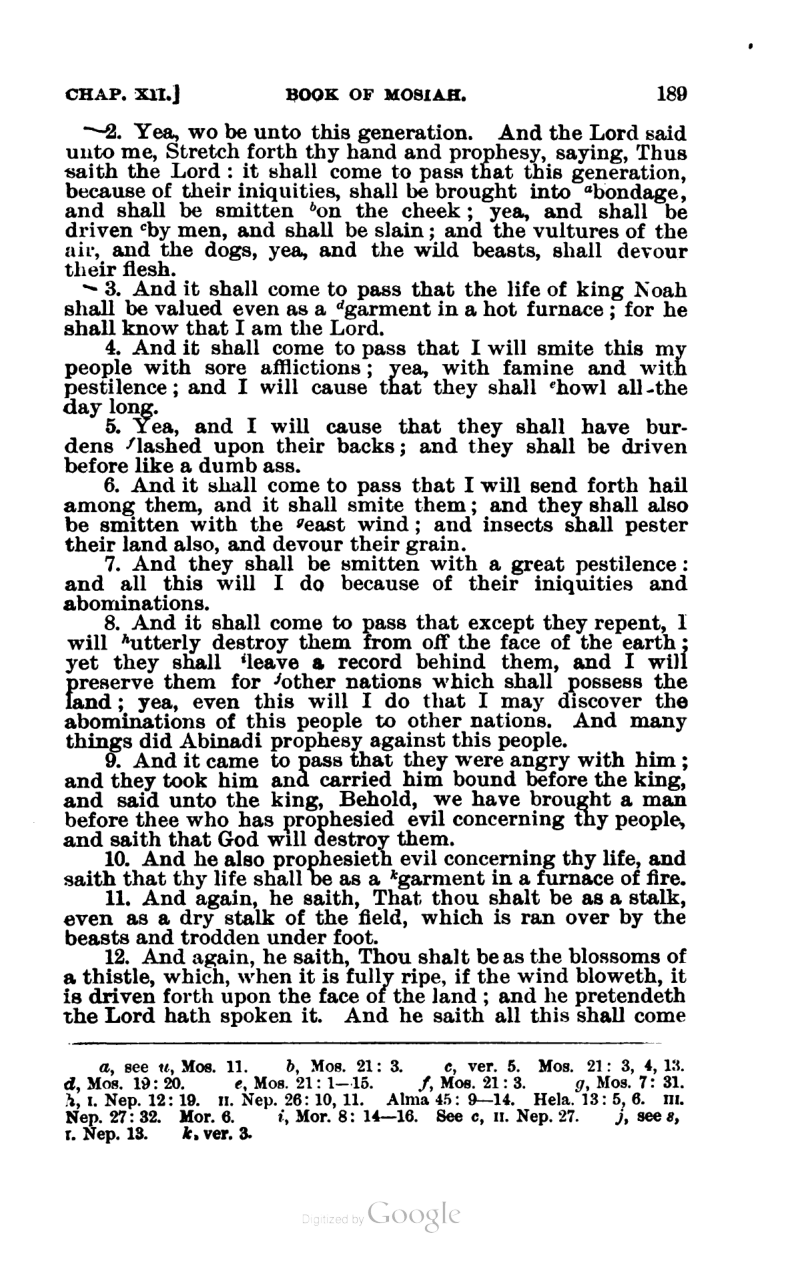 CHAP. XII.] BOOK OF MOSIAH. 189
2. Yea, wo be unto this generation. And the Lord said
unto me, Stretch forth thy hand and prophesy, saying, Thus
saith the Lord : it shall come to pass that this generation,
because of their iniquities, shall be brought into ᵃbondage,
and shall be smitten ᵇon the cheek ; yea, and shall be
driven ᶜby men, and shall be slain ; and the vultures of the
air, and the dogs, yea, and the wild beasts, shall devour
their flesh.
3. And it shall come to pass that the life of king Noah
shall be valued even as a ᵈgarment in a hot furnace ; for he
shall know that I am the Lord.
4. And it shall come to pass that I will smite this my
people with sore afflictions ; yea, with famine and with
pestilence ; and I will cause that they shall ᵉhowl all-the
day long.
5. Yea, and I will cause that they shall have bur-
dens ᶠlashed upon their backs ; and they shall be driven
before like a dumb ass.
6. And it shall come to pass that I will send forth hail
among them, and it shall smite them ; and they shall also
be smitten with the ᵍeast wind ; and insects shall pester
their land also, and devour their grain.
7. And they shall be smitten with a great pestilence :
and all this will I do because of their iniquities and
abominations.
8. And it shall come to pass that except they repent, I
will ʰutterly destroy them from off the face of the earth ;
yet they shall ⁱleave a record behind them, and I will
preserve them for ʲother nations which shall possess the
land ; yea, even this will I do that I may discover the
abominations of this people to other nations. And many
things did Abinadi prophesy against this people.
9. And it came to pass that they were angry with him ;
and they took him and carried him bound before the king,
and said unto the king, Behold, we have brought a man
before thee who has prophesied evil concerning thy people,
and saith that God will destroy them.
10. And he also prophesieth evil concerning thy life, and
saith that thy life shall be as a ᵏgarment in a furnace of fire.
11. And again, he saith, That thou shalt be as a stalk,
even as a dry stalk of the field, which is ran over by the
beasts and trodden under foot.
12. And again, he saith, Thou shalt be as the blossoms of
a thistle, which, when it is fully ripe, if the wind bloweth, it
is driven forth upon the face of the land ; and he pretendeth
the Lord hath spoken it. And he saith all this shall come
a, see u, Mos. 11. b, Mos. 21: 3. c, ver. 5. Mos. 21: 3, 4, 13.
d, Mos. 19: 20. e, Mos. 21: 1—15. f, Mos. 21: 3. g, Mos. 7: 31.
h, I. Nep. 12: 19. II. Nep. 26: 10, 11. Alma 45: 9—14. Hela. 13: 5, 6. III.
Nep. 27: 32. Mor. 6. i, Mor. 8: 14—16. See c, II. Nep. 27. j, see s,
I. Nep. 13. k, ver. 3.
Digitized by Google